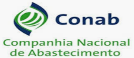 Conab
Companhia Nacional
de Abastecimento